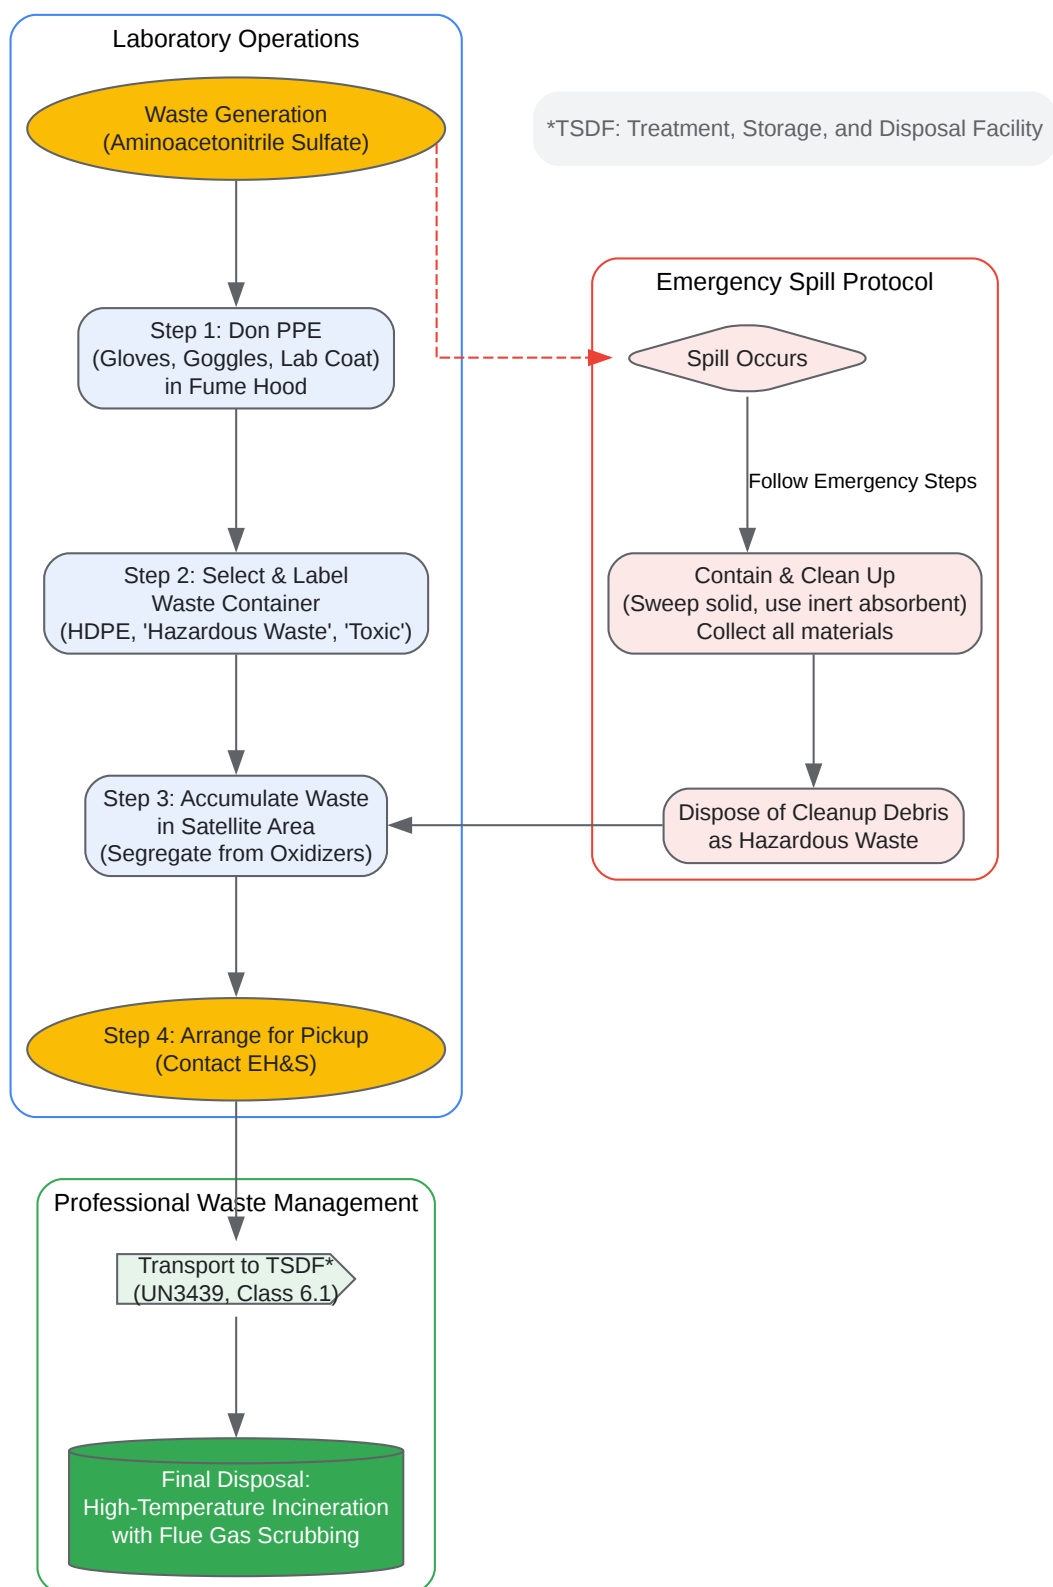 Laboratory Operations
Waste Generation
(Aminoacetonitrile Sulfate)
*TSDF: Treatment, Storage, and Disposal Facility
Step 1: Don PPE
(Gloves, Goggles, Lab Coat)
in Fume Hood
Step 2: Select & Label
Waste Container
(HDPE, 'Hazardous Waste', 'Toxic')
Step 3: Accumulate Waste
in Satellite Area
(Segregate from Oxidizers)
Step 4: Arrange for Pickup
(Contact EH&S)
Emergency Spill Protocol
Spill Occurs
Follow Emergency Steps
Contain & Clean Up
(Sweep solid, use inert absorbent)
Collect all materials
Dispose of Cleanup Debris
as Hazardous Waste
Professional Waste Management
Transport to TSDF*
(UN3439, Class 6.1)
Final Disposal:
High-Temperature Incineration
with Flue Gas Scrubbing